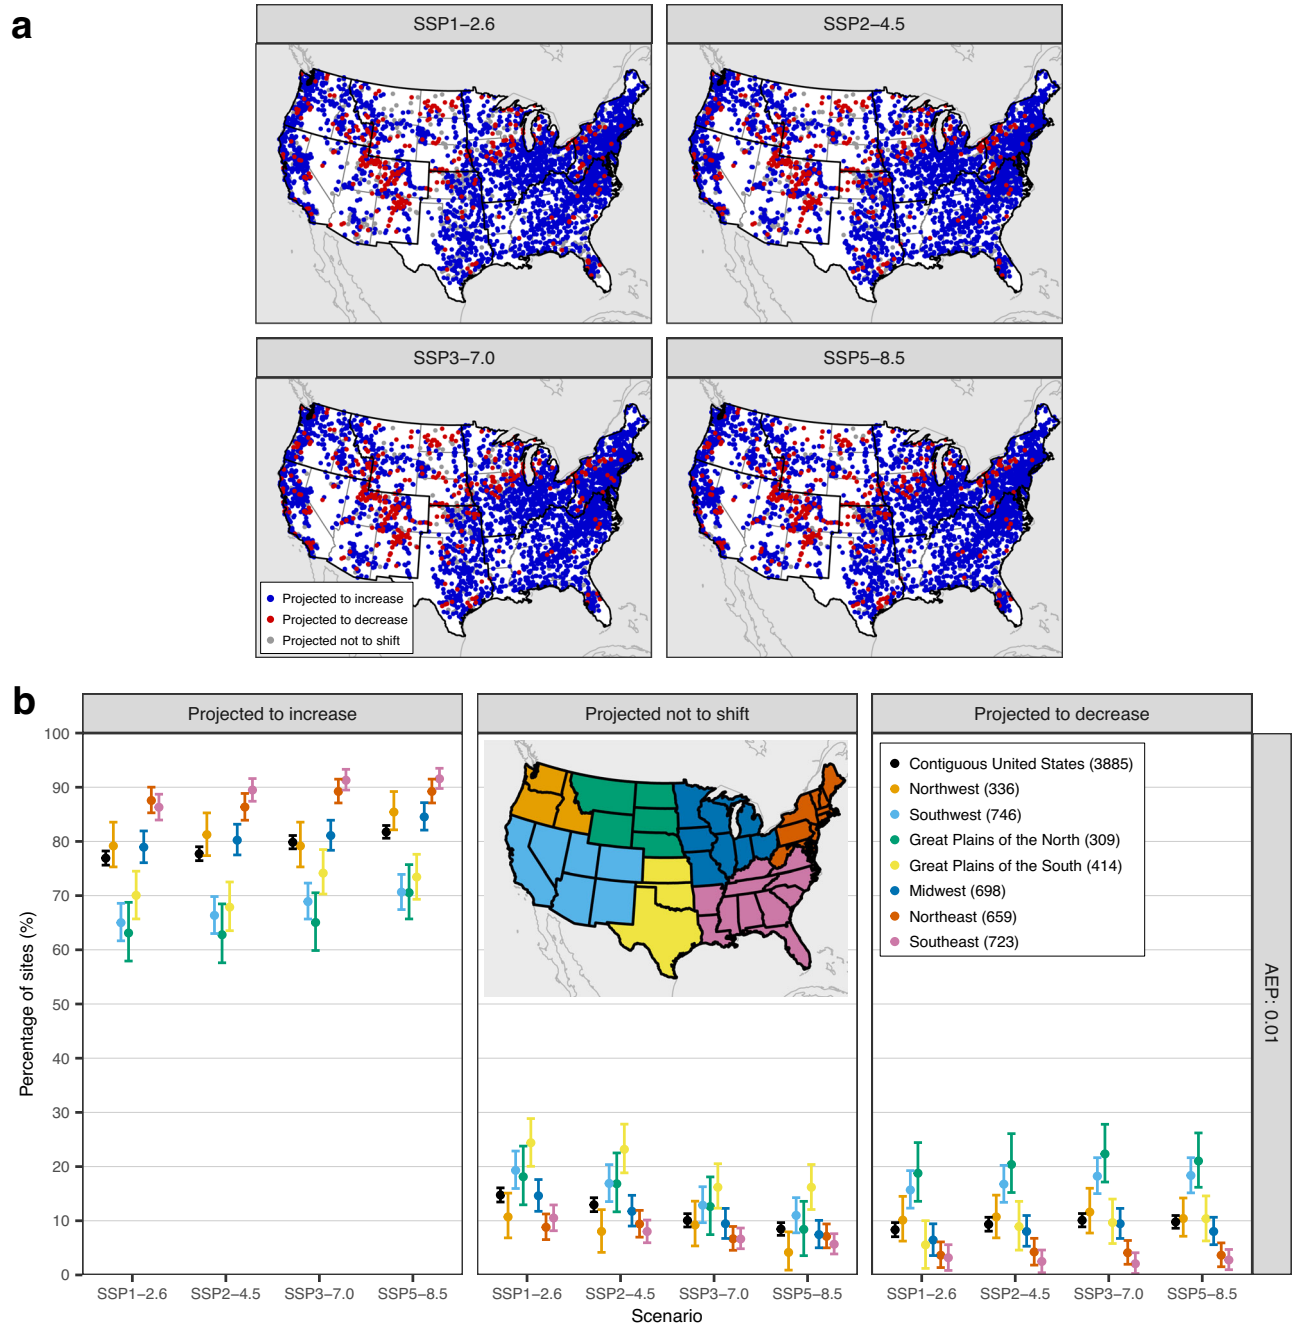 a
SSP1−2.6
SSP2−4.5
SSP3−7.0
SSP5−8.5
Projected to increase
Projected to decrease
Projected not to shift
b
Projected to increase
Projected not to shift
Projected to decrease
Percentage of sites (%)
100
90
80
70
60
50
40
30
20
10
0
Contiguous United States (3885)
Northwest (336)
Southwest (746)
Great Plains of the North (309)
Great Plains of the South (414)
Midwest (698)
Northeast (659)
Southeast (723)
AEP: 0.01
SSP1−2.6 SSP2−4.5 SSP3−7.0 SSP5−8.5
SSP1−2.6 SSP2−4.5 SSP3−7.0 SSP5−8.5
SSP1−2.6 SSP2−4.5 SSP3−7.0 SSP5−8.5
Scenario